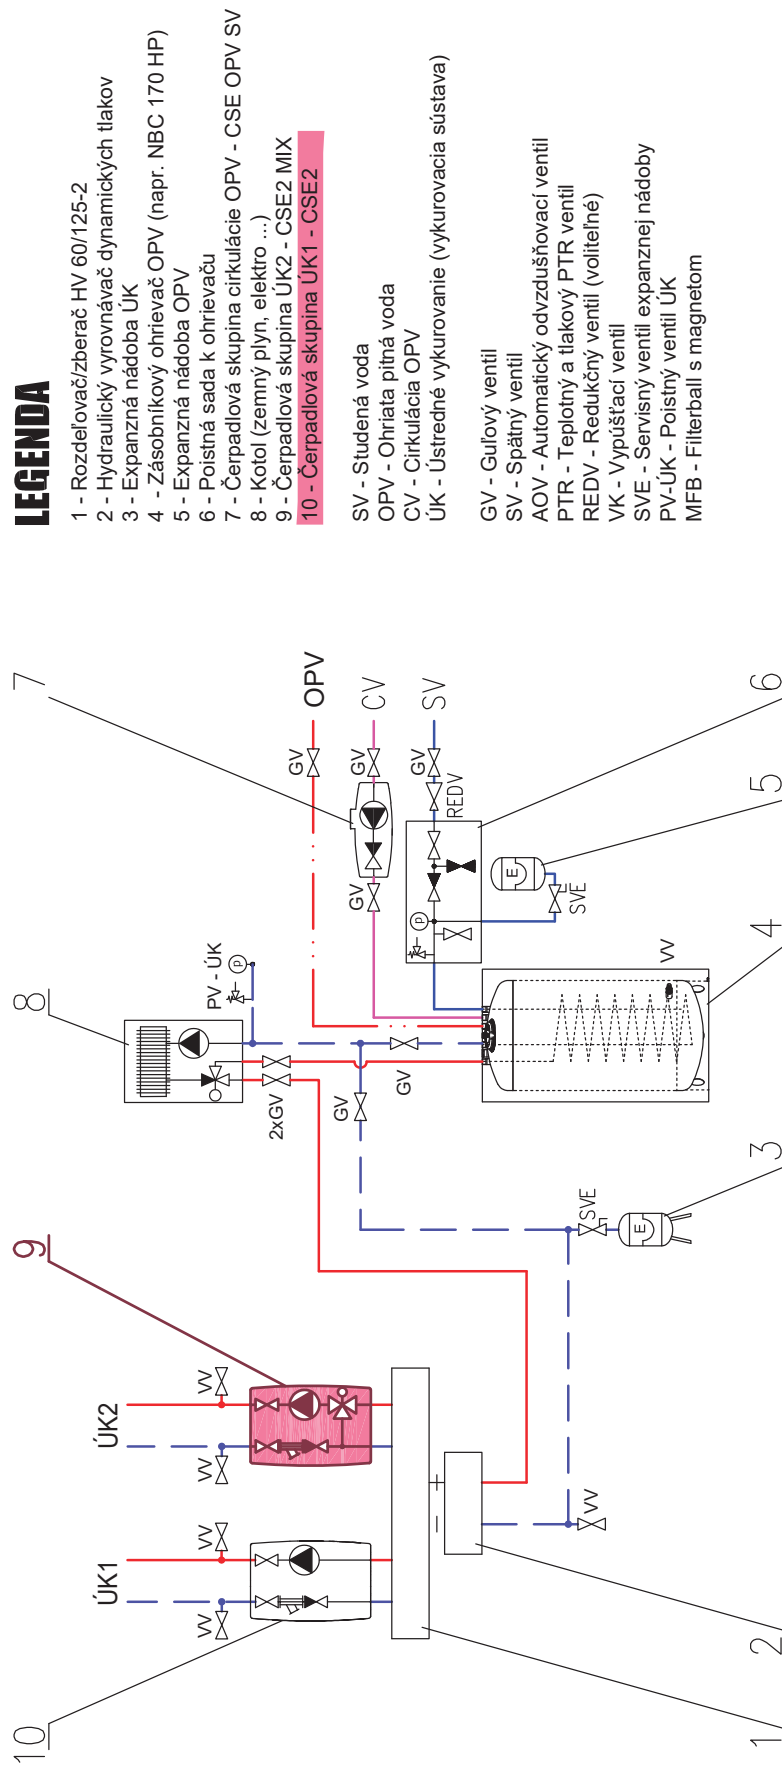 LEGENDA
1 - Rozdeľovač/zberač HV 60/125-2
2 - Hydraulický vyrovnávač dynamických tlakov
3 - Expanzná nádoba ÚK
4 - Zásobníkový ohrievač OPV (napr. NBC 170 HP)
5 - Expanzná nádoba OPV
6 - Poistná sada k ohrievaču
7 - Čerpadlová skupina cirkulácie OPV - CSE OPV SV
8 - Kotol (zemný plyn, elektro ...)
9 - Čerpadlová skupina ÚK2 - CSE2 MIX
10 - Čerpadlová skupina ÚK1 - CSE2
SV - Studená voda
OPV - Ohriata pitná voda
CV - Cirkulácia OPV
ÚK - Ústredné vykurovanie (vykurovacia sústava)
GV - Guľový ventil
SV - Spätný ventil
AOV - Automatický odvzdušňovací ventil
PTR - Teplotný a tlakový PTR ventil
REDV - Redukčný ventil (voliteľné)
VK - Vypúšťací ventil
SVE - Servisný ventil expanznej nádoby
PV-ÚK - Poistný ventil ÚK
MFB - Filterball s magnetom
10
9
8
7
ÚK1
ÚK2
VV
VV
VV
VV
PV - ÚK
P
2xGV
GV
GV
GV
OPV
GV
GV
CV
GV
SV
REDV
P
E
SVE
VV
SVE
E
VV
1
2
3
4
5
6